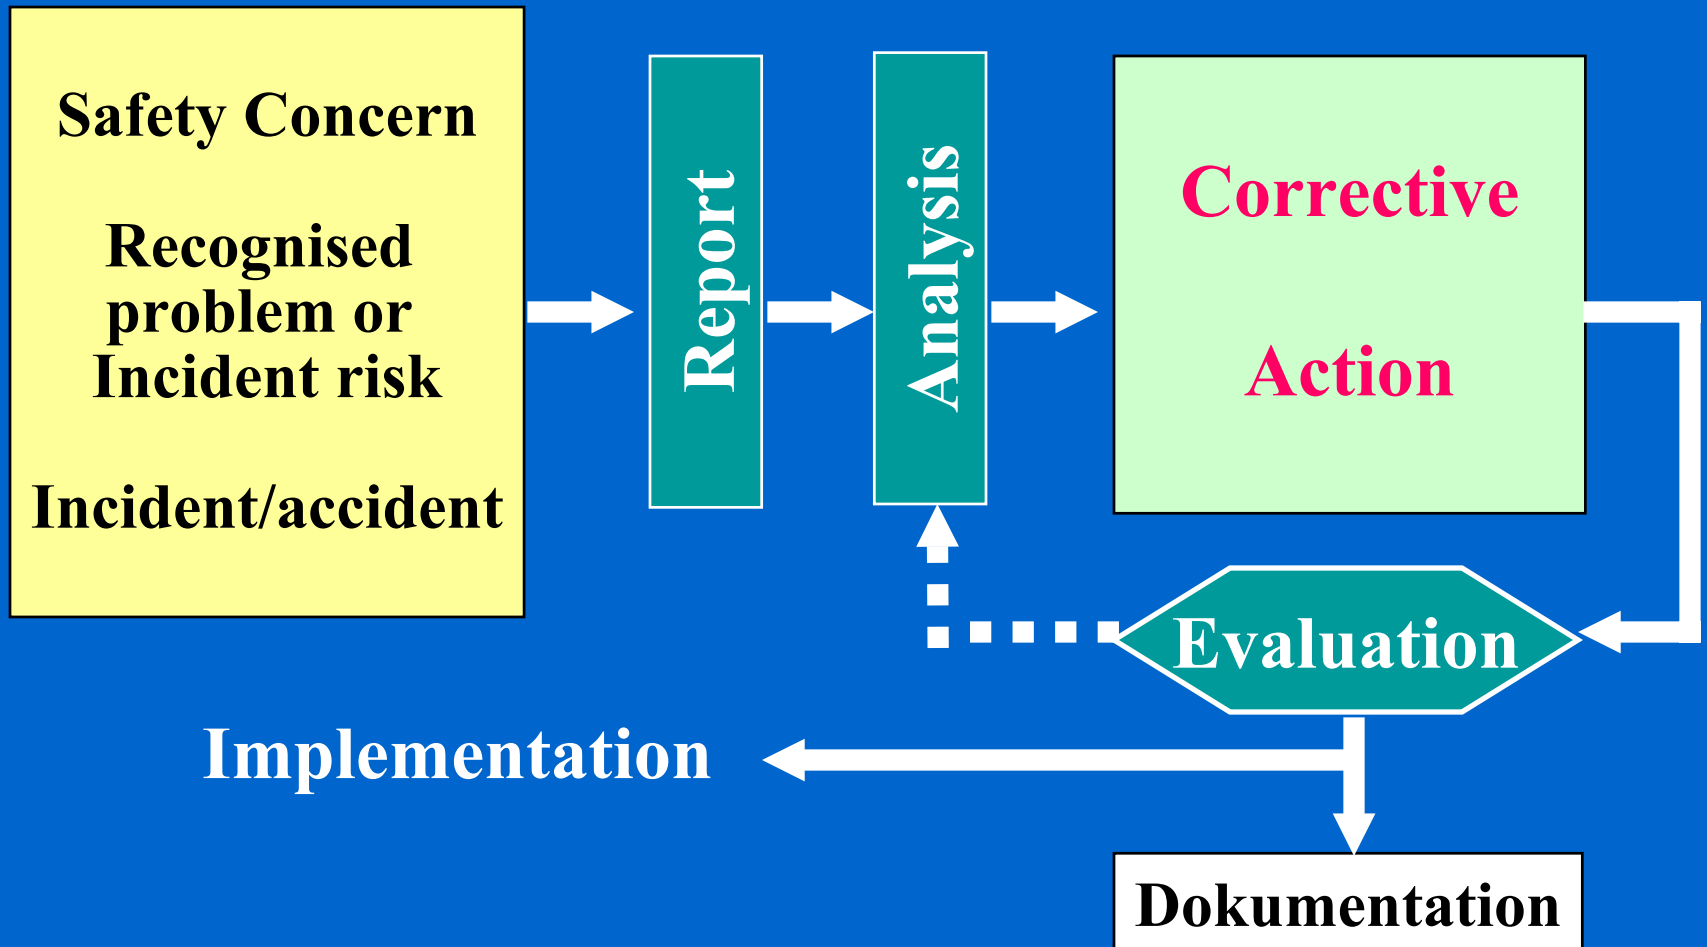 Safety Concern
Recognised
problem or
Incident risk
Incident/accident
Report
Analysis
Corrective
Action
Evaluation
Implementation
Dokumentation